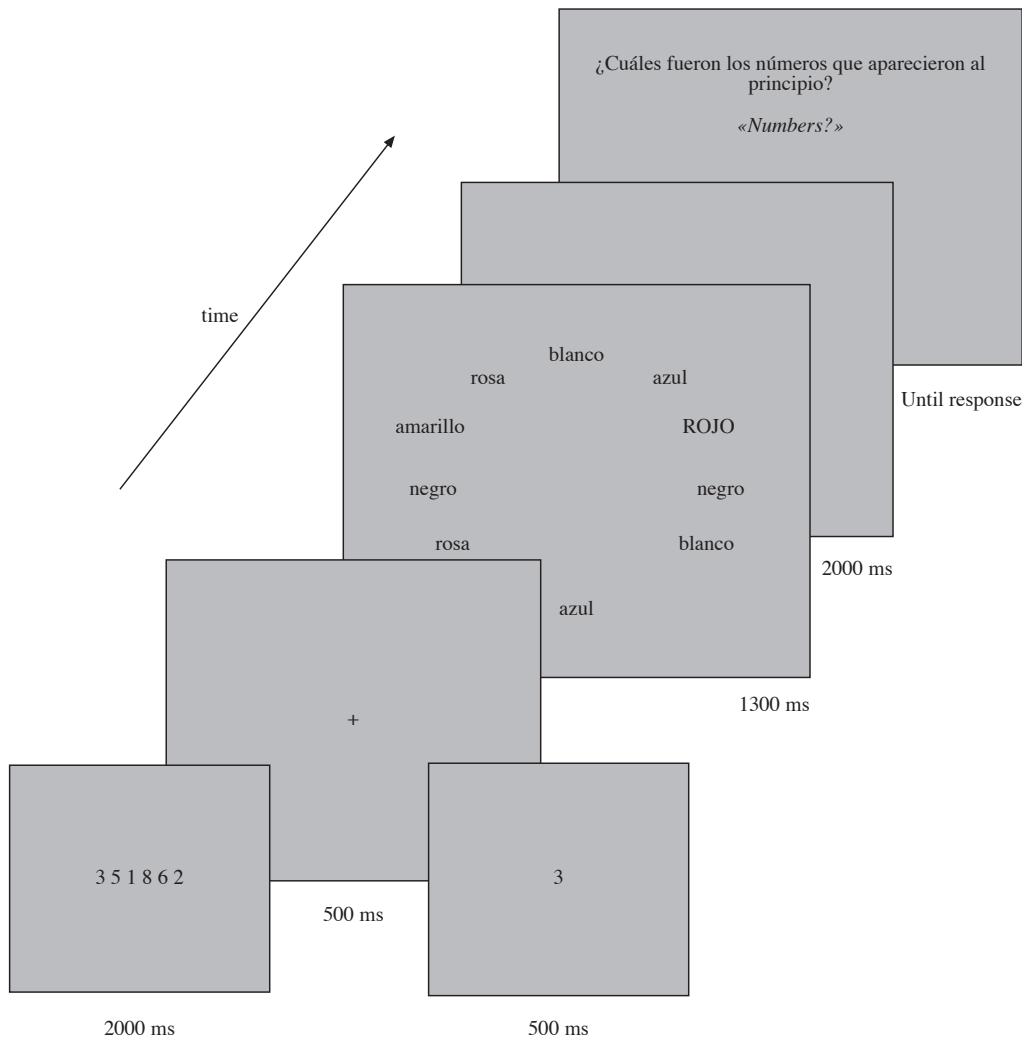 ¿Cuáles fueron los números que aparecieron al
principio?
«Numbers?»
time
Until response
blanco
rosa
azul
amarillo
ROJO
negro
negro
rosa
blanco
2000 ms
azul
1300 ms
+
3 5 1 8 6 2
3
500 ms
2000 ms
500 ms